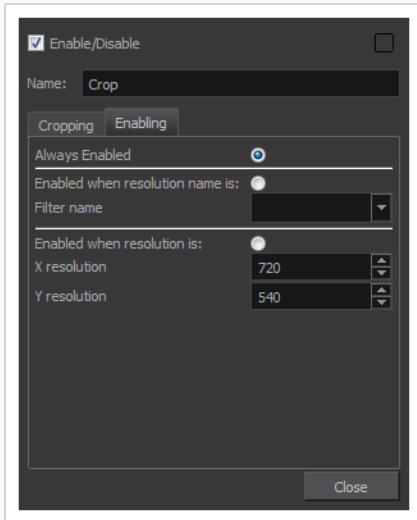 Enable/Disable
Name: Crop
Cropping Enabling
Always Enabled
Enabled when resolution name is:
Filter name
Enabled when resolution is:
X resolution 720
Y resolution 540
Close